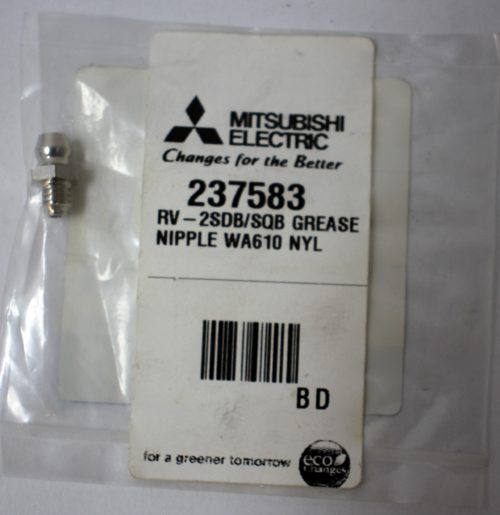 MITSUBISHI
ELECTRIC
Changes for the Better
237583
RV-2SDB/SQB GREASE
NIPPLE WA610 NYL
BD
for a greener tomorrow
eco
changes